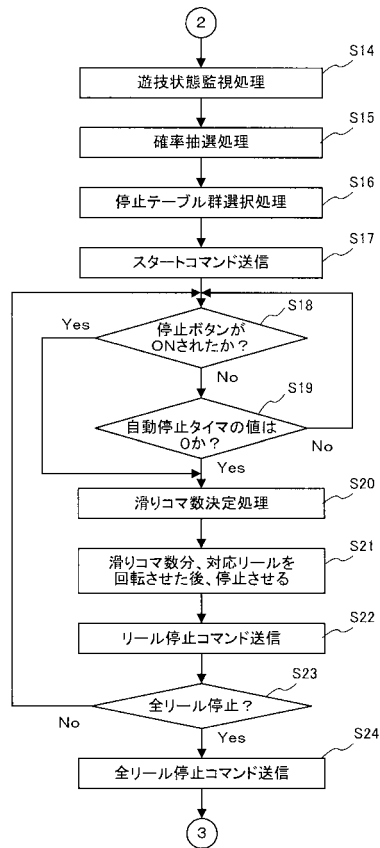 2
S14
遊技状態監視処理
S15
確率抽選処理
S16
停止テーブル群選択処理
S17
スタートコマンド送信
S18
Yes
停止ボタンが
ONされたか？
No
S19
自動停止タイマの値は
0か？
No
Yes
S20
滑りコマ数決定処理
S21
滑りコマ数分、対応リールを
回転させた後、停止させる
S22
リール停止コマンド送信
S23
全リール停止？
No
Yes
S24
全リール停止コマンド送信
3